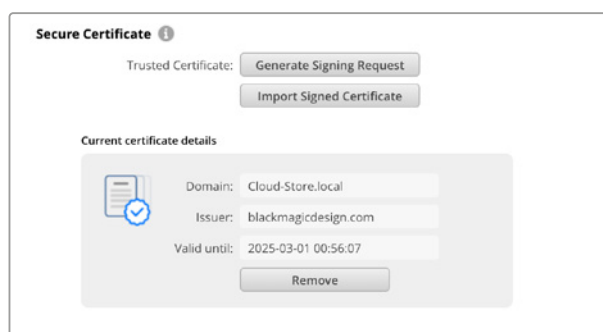 Secure Certificate
Trusted Certificate: Generate Signing Request
Import Signed Certificate
Current certificate details
Domain: Cloud-Store.local
Issuer: blackmagicdesign.com
Valid until: 2025-03-01 00:56:07
Remove